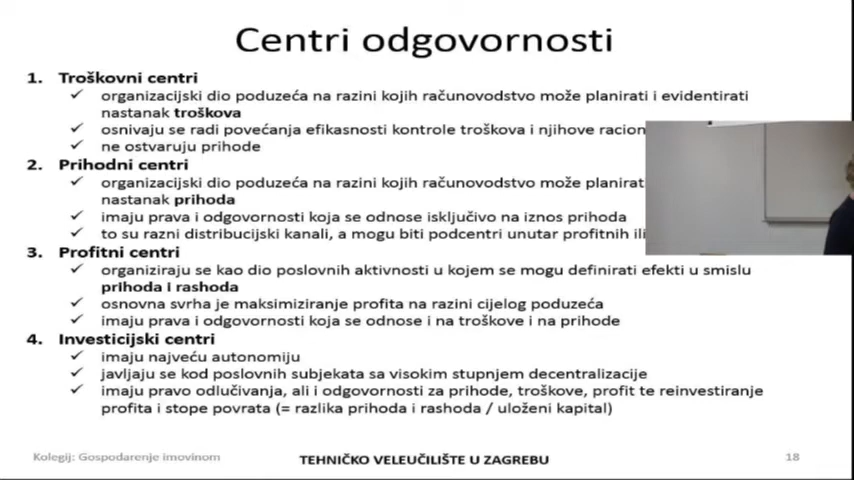 Centri odgovornosti
1. Troškovni centri
✓ organizacijski dio poduzeća na razini kojih računovodstvo može planirati i evidentirati
nastanak troškova
✓ osnivaju se radi povećanja efikasnosti kontrole troškova i njihove
✓ ne ostvaruju prihode
2. Prihodni centri
✓ organizacijski dio poduzeća na razini kojih računovodstvo može
nastanak prihoda
✓ imaju prava i odgovornosti koja se odnose isključivo na iznos prihoda
✓ to su razni distribucijski kanali, a mogu biti podcentri unutar profitnih ili
3. Profitni centri
✓ organiziraju se kao dio poslovnih aktivnosti u kojem se mogu definirati efekti u smislu
prihoda i rashoda
✓ osnovna svrha je maksimiziranje profita na razini cijelog poduzeća
✓ imaju prava i odgovornosti koja se odnose i na troškove i na prihode
4. Investicijski centri
✓ imaju najveću autonomiju
✓ javljaju se kod poslovnih subjekata sa visokim stupnjem decentralizacije
✓ imaju pravo odlučivanja, ali i odgovornosti za prihode, troškove, profit te reinvestiranje
profita i stope povrata (= razlika prihoda i rashoda / uloženi kapital)
Kolegij: Gospodarenje imovinom TEHNIČKO VELEUČILIŠTE U ZAGREBU 18